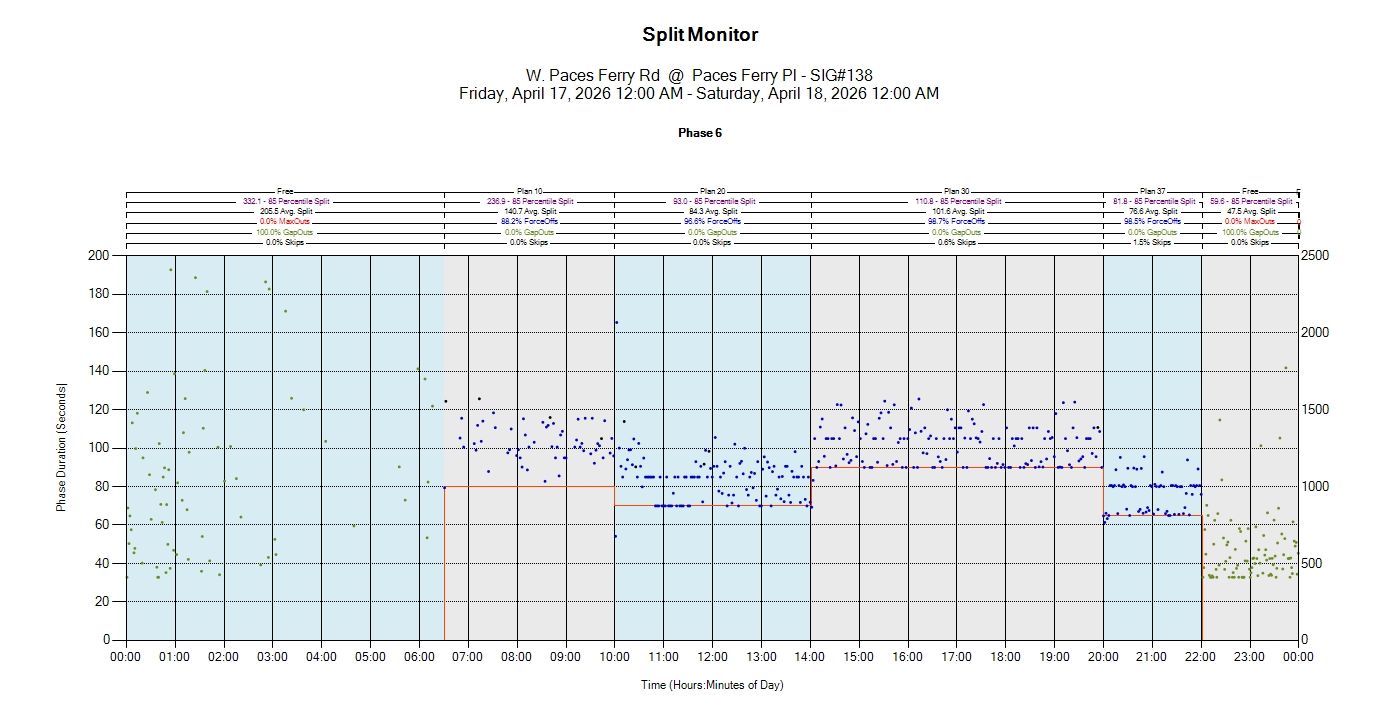 Split Monitor
W. Paces Ferry Rd @ Paces Ferry Pl - SIG#138
Friday, April 17, 2026 12:00 AM - Saturday, April 18, 2026 12:00 AM
Phase 6
Free Plan 10 Plan 20 Plan 30 Plan 37 Free F
332.1 - 85 Percentile Split 236.9 - 85 Percentile Split 93.0 - 85 Percentile Split 110.8 - 85 Percentile Split 81.8 - 85 Percentile Split 59.6 - 85 Percentile Split
205.5 Avg. Split 140.7 Avg. Split 84.3 Avg. Split 101.6 Avg. Split 76.6 Avg. Split 47.5 Avg. Split
0.0% MaxOuts 88.2% ForceOffs 96.6% ForceOffs 98.7% ForceOffs 98.5% ForceOffs 0.0% MaxOuts
100.0% GapOuts 0.0% GapOuts 0.0% GapOuts 0.0% GapOuts 0.0% GapOuts 100.0% GapOuts
0.0% Skips 0.0% Skips 0.0% Skips 0.6% Skips 1.5% Skips 0.0% Skips
200 2500
180
160 2000
140
120 1500
100
80 1000
60
40 500
20
0 0
Phase Duration (Seconds)
00:00 01:00 02:00 03:00 04:00 05:00 06:00 07:00 08:00 09:00 10:00 11:00 12:00 13:00 14:00 15:00 16:00 17:00 18:00 19:00 20:00 21:00 22:00 23:00 00:00
Time (Hours:Minutes of Day)